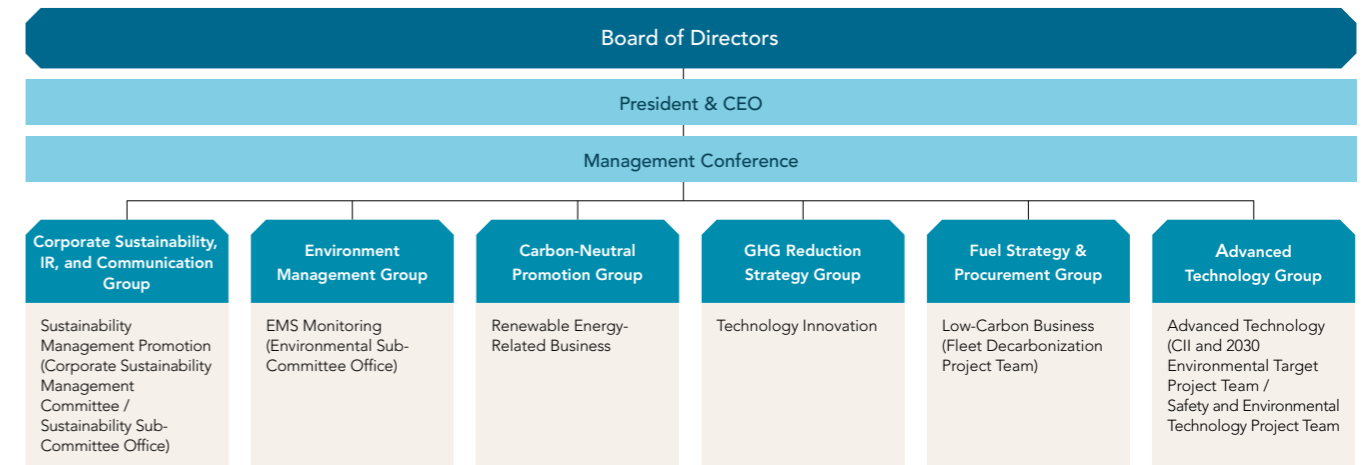 Board of Directors
President & CEO
Management Conference
Corporate Sustainability,
IR, and Communication
Group
Environment
Management Group
Carbon-Neutral
Promotion Group
GHG Reduction
Strategy Group
Fuel Strategy &
Procurement Group
Advanced
Technology Group
Sustainability
Management Promotion
(Corporate Sustainability
Management
Committee /
Sustainability Sub-
Committee Office)
EMS Monitoring
(Environmental Sub-
Committee Office)
Renewable Energy-
Related Business
Technology Innovation
Low-Carbon Business
(Fleet Decarbonization
Project Team)
Advanced Technology
(CII and 2030
Environmental Target
Project Team /
Safety and Environmental
Technology Project Team